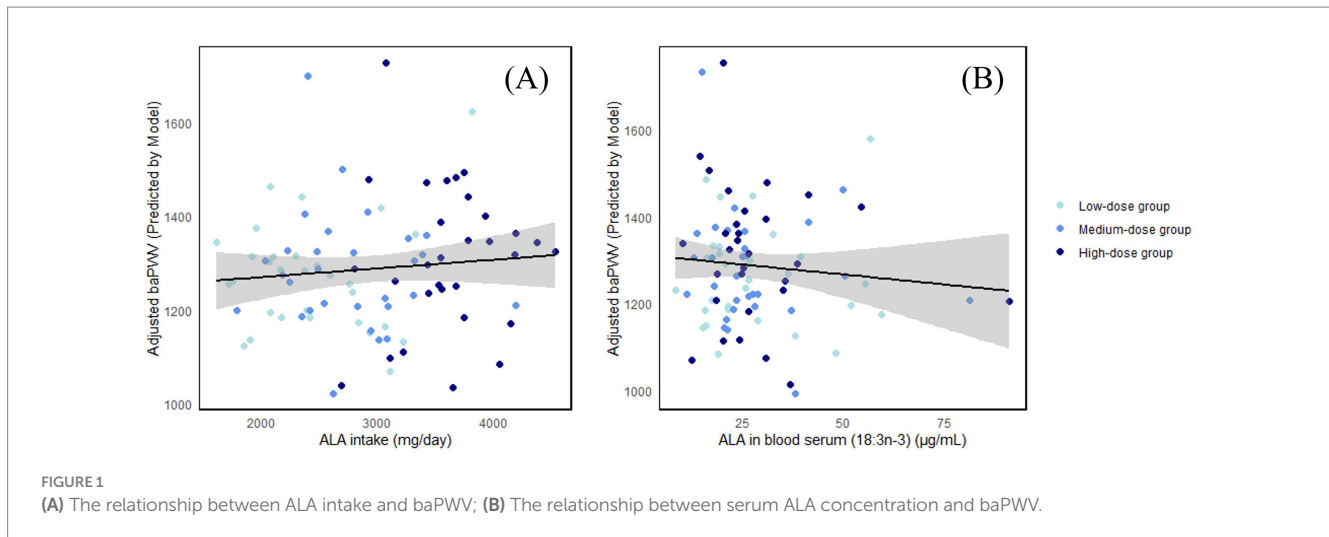 (A)
Adjusted baPWV (Predicted by Model)
1600
1400
1200
1000
2000 3000 4000
ALA intake (mg/day)
(B)
Adjusted baPWV (Predicted by Model)
1600
1400
1200
1000
25 50 75
ALA in blood serum (18:3n-3) (µg/mL)
Low-dose group
Medium-dose group
High-dose group
FIGURE 1
(A) The relationship between ALA intake and baPWV; (B) The relationship between serum ALA concentration and baPWV.